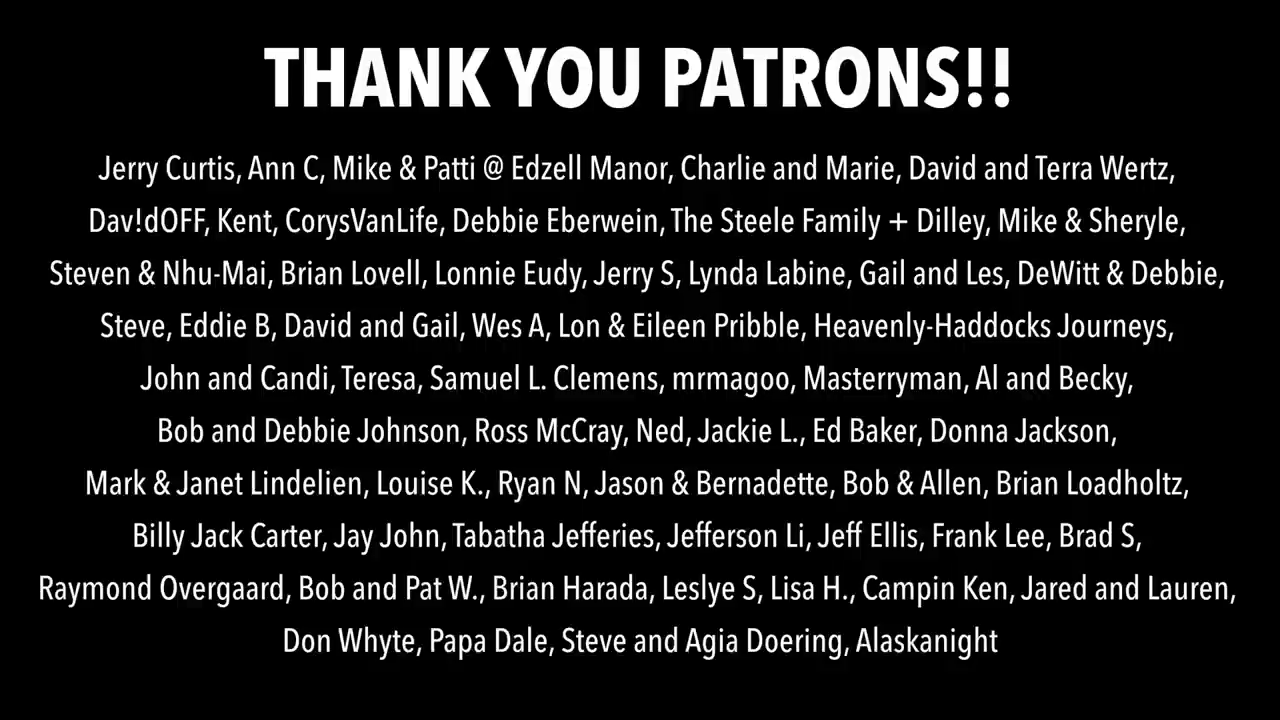 THANK YOU PATRONS!!
Jerry Curtis, Ann C, Mike & Patti @ Edzell Manor, Charlie and Marie, David and Terra Wertz,
Dav!dOFF, Kent, CorysVanLife, Debbie Eberwein, The Steele Family + Dilley, Mike & Sheryle,
Steven & Nhu-Mai, Brian Lovell, Lonnie Eudy, Jerry S, Lynda Labine, Gail and Les, DeWitt & Debbie,
Steve, Eddie B, David and Gail, Wes A, Lon & Eileen Pribble, Heavenly-Haddocks Journeys,
John and Candi, Teresa, Samuel L. Clemens, mrmagoo, Masterryman, Al and Becky,
Bob and Debbie Johnson, Ross McCray, Ned, Jackie L., Ed Baker, Donna Jackson,
Mark & Janet Lindelien, Louise K., Ryan N, Jason & Bernadette, Bob & Allen, Brian Loadholtz,
Billy Jack Carter, Jay John, Tabatha Jefferies, Jefferson Li, Jeff Ellis, Frank Lee, Brad S,
Raymond Overgaard, Bob and Pat W., Brian Harada, Leslye S, Lisa H., Campin Ken, Jared and Lauren,
Don Whyte, Papa Dale, Steve and Agia Doering, Alaskanight